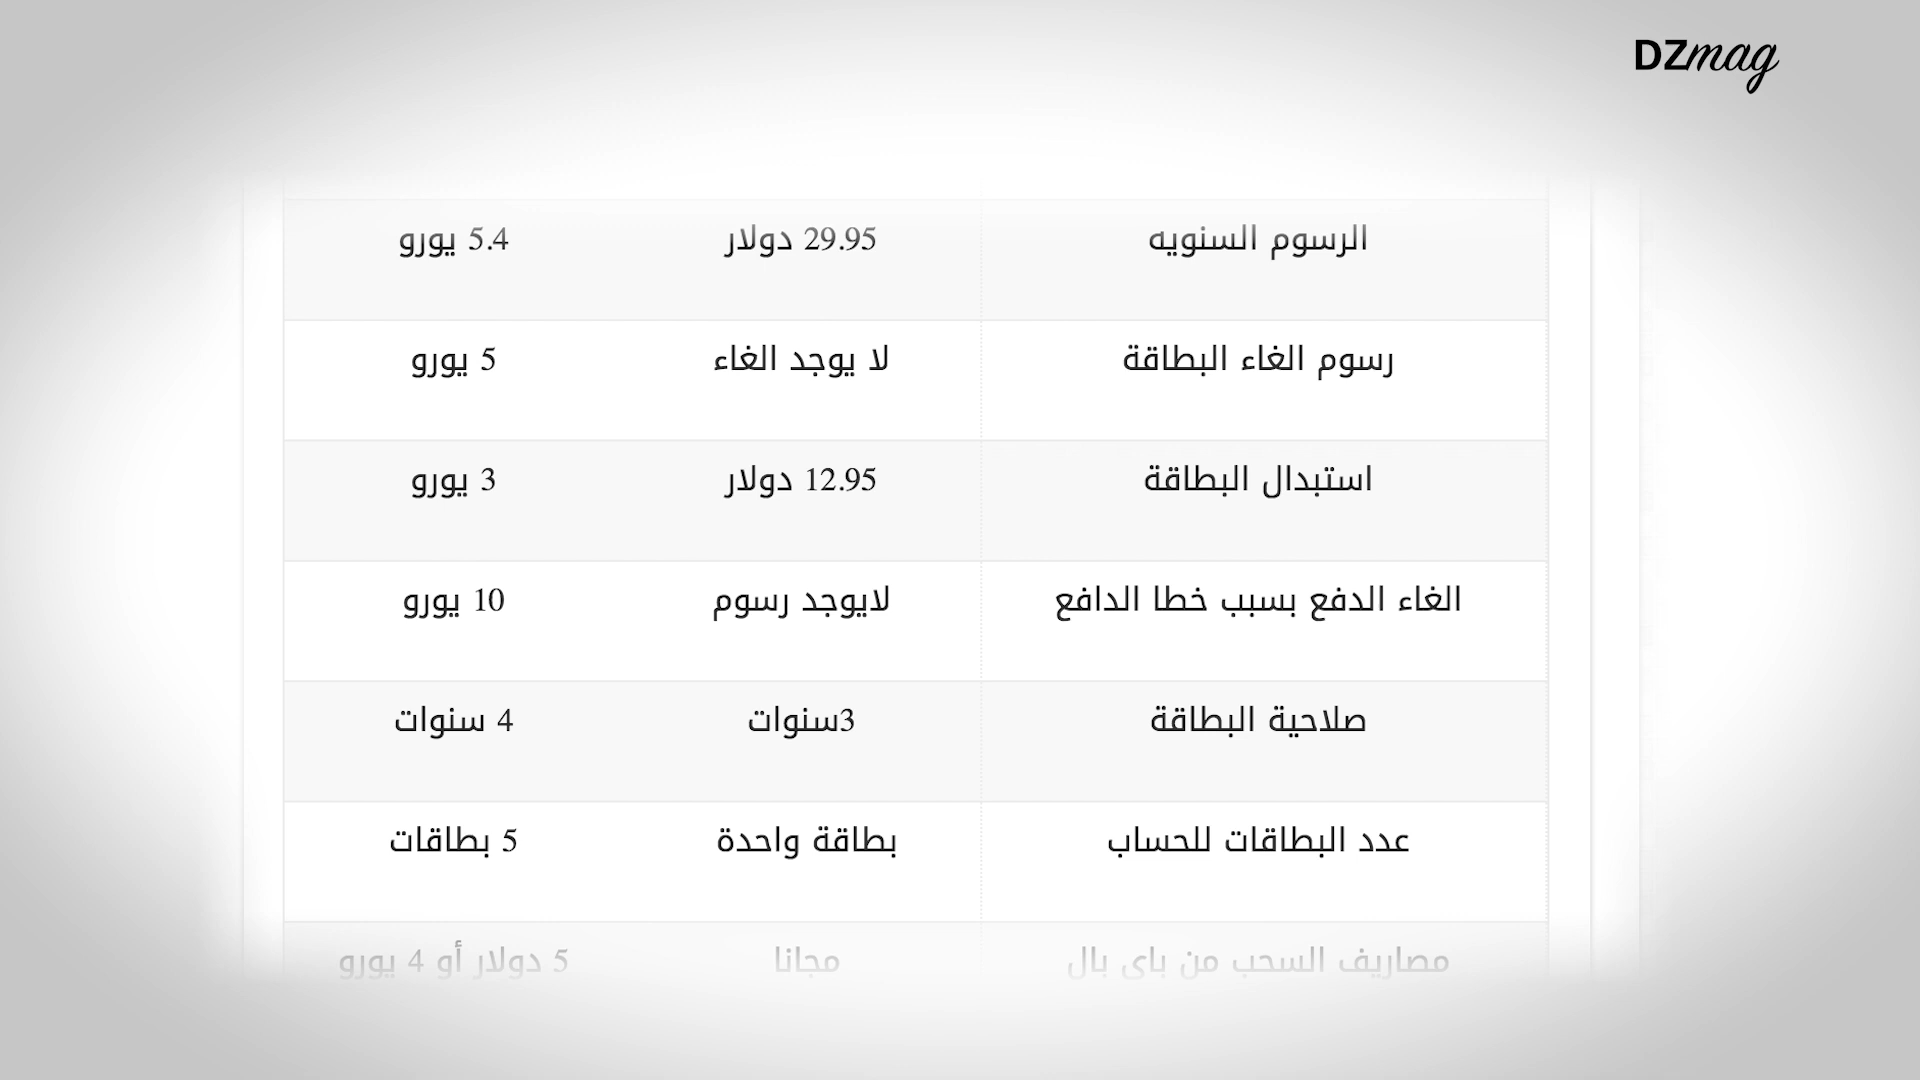 DZmag
الرسوم السنويه 29.95 دولار 5.4 يورو
رسوم الغاء البطاقة لا يوجد الغاء 5 يورو
استبدال البطاقة 12.95 دولار 3 يورو
الغاء الدفع بسبب خطا الدافع لايوجد رسوم 10 يورو
صلاحية البطاقة 3سنوات 4 سنوات
عدد البطاقات للحساب بطاقة واحدة 5 بطاقات
مصاريف السحب من باي بال مجانا 5 دولار أو 4 يورو